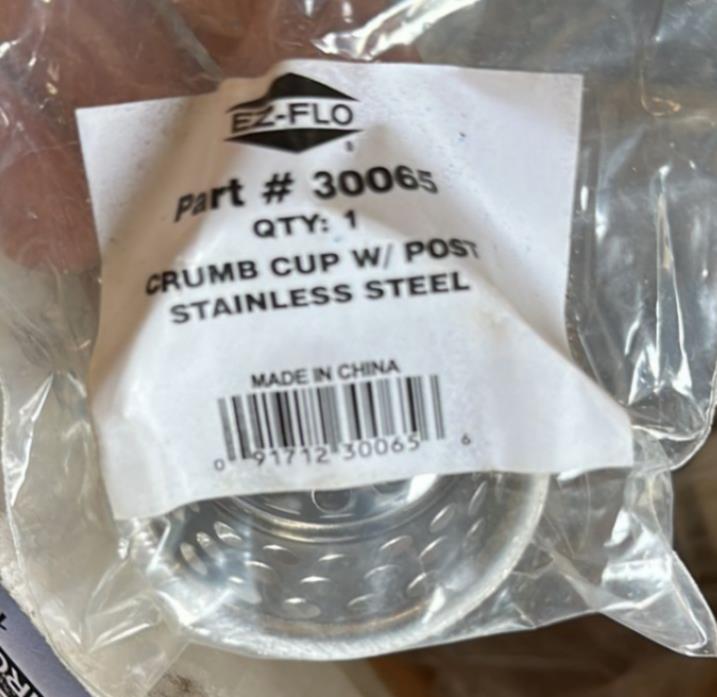 EZ-FLO
Part # 30065
QTY: 1
CRUMB CUP W/ POST
STAINLESS STEEL
MADE IN CHINA
0 91712 30065 6